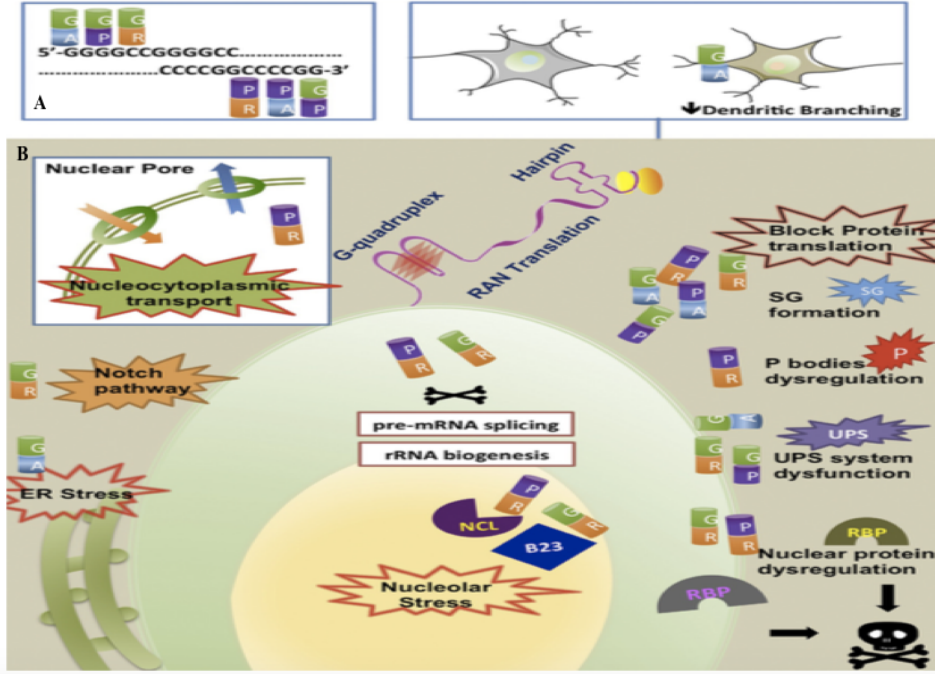 G G G
A P R
5'-GGGGCCGGGGCC..................
.....................CCCCGGCCCCGG-3'
P P G
R A P
A
G
A
Dendritic Branching
B
Nuclear Pore
P
R
Nucleocytoplasmic
transport
G-quadruplex
Hairpin
RAN Translation
Block Protein
translation
P
R
G
R
G
A
P
A
G
P
SG
SG
formation
P
P
R
P bodies
dysregulation
G
R
Notch
pathway
P
R
G
R
pre-mRNA splicing
rRNA biogenesis
G A
UPS
G
R
G
P
UPS system
dysfunction
G
A
ER Stress
P
R
G
R
NCL
B23
Nucleolar
Stress
G
R
P
R
RBP
Nuclear protein
dysregulation
RBP